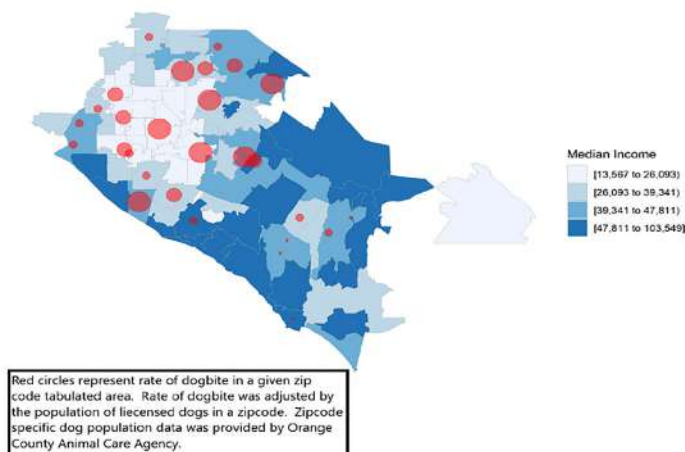 Median Income
[13,567 to 26,093)
[26,093 to 39,341)
[39,341 to 47,811)
[47,811 to 103,549]
Red circles represent rate of dogbite in a given zip
code tabulated area. Rate of dogbite was adjusted by
the population of liecensed dogs in a zipcode. Zipcode
specific dog population data was provided by Orange
County Animal Care Agency.